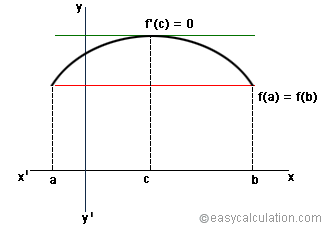 y
f'(c) = 0
f(a) = f(b)
x' a c b x
y'
©easycalculation.com